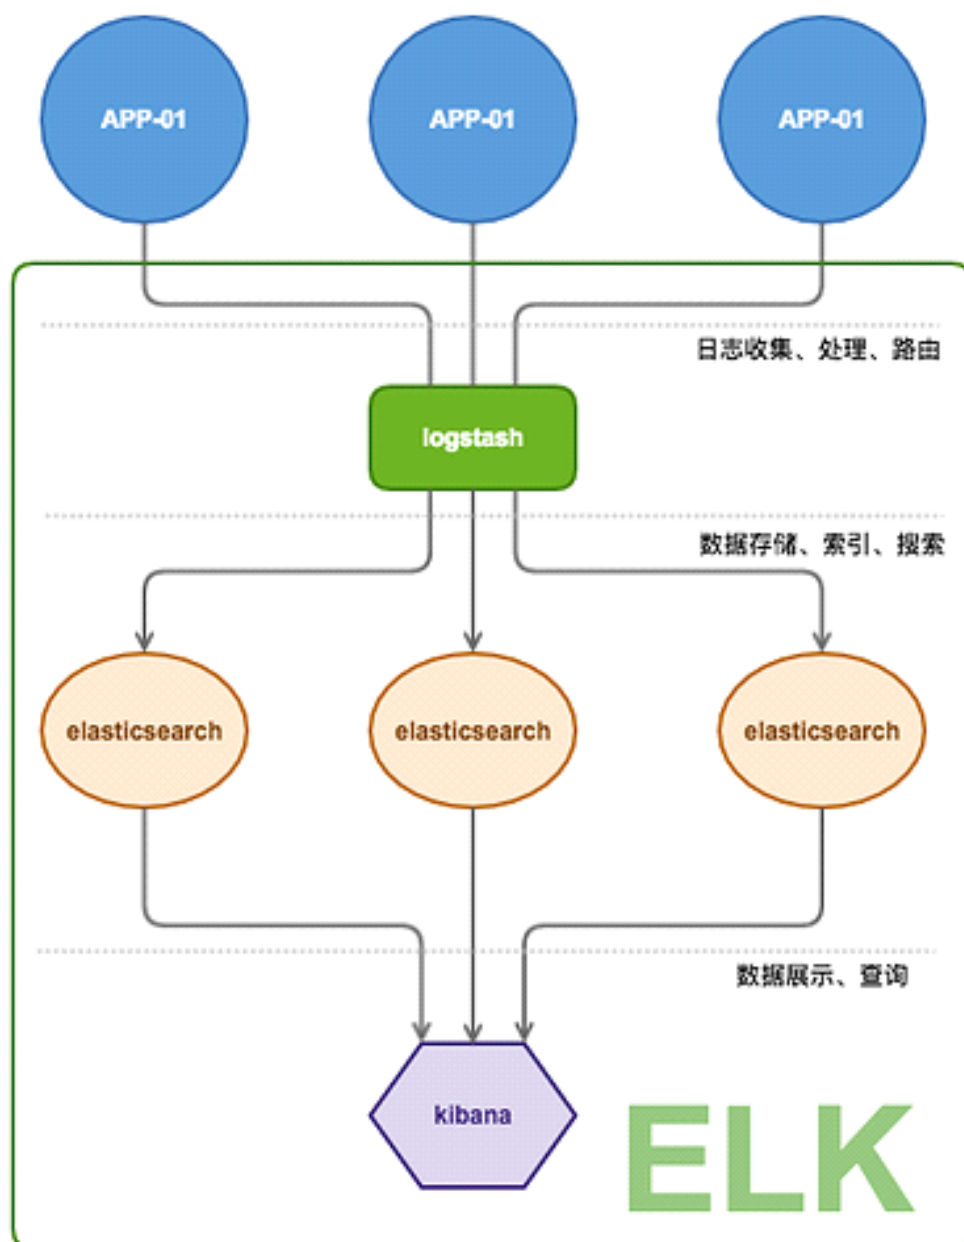 APP-01
APP-01
APP-01
日志收集、处理、路由
logstash
数据存储、索引、搜索
elasticsearch
elasticsearch
elasticsearch
数据展示、查询
kibana
ELK